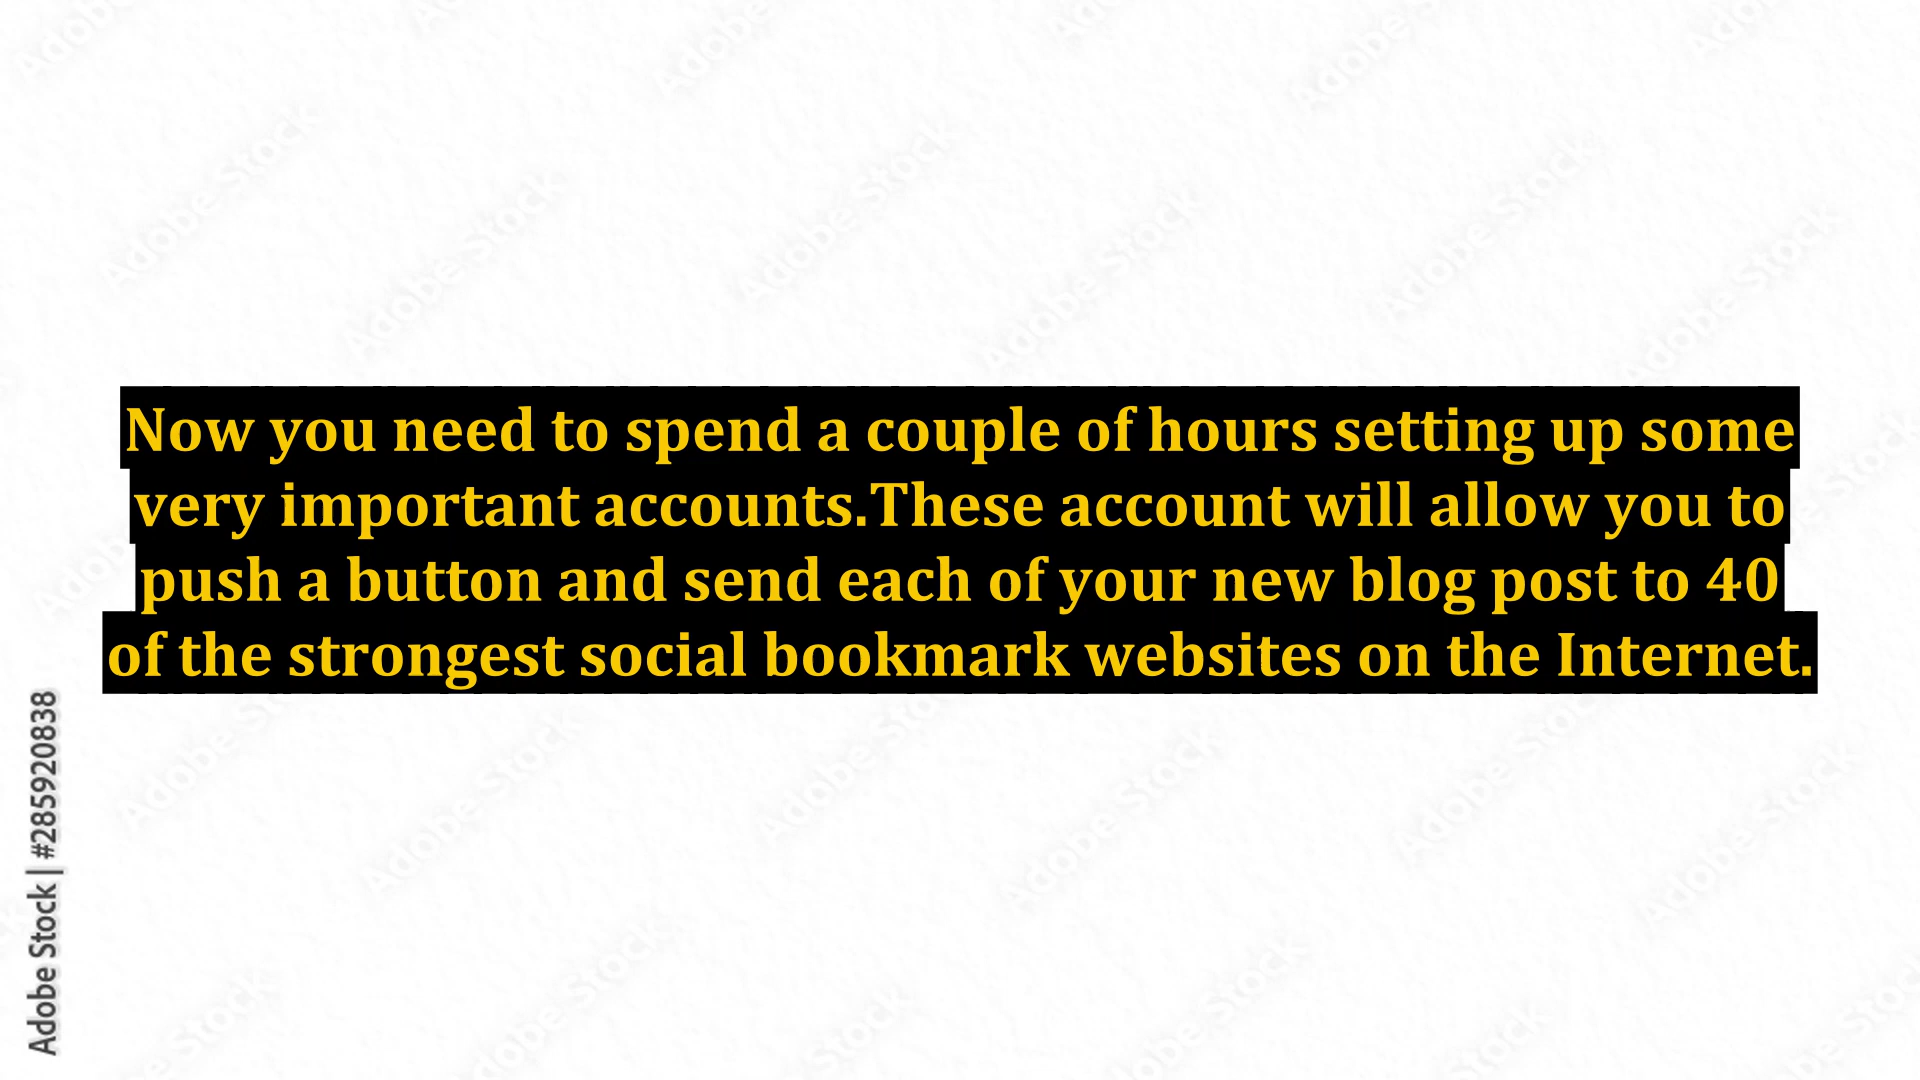 Now you need to spend a couple of hours setting up some
very important accounts.These account will allow you to
push a button and send each of your new blog post to 40
of the strongest social bookmark websites on the Internet.
Adobe Stock | #285920838
Adobe Stock